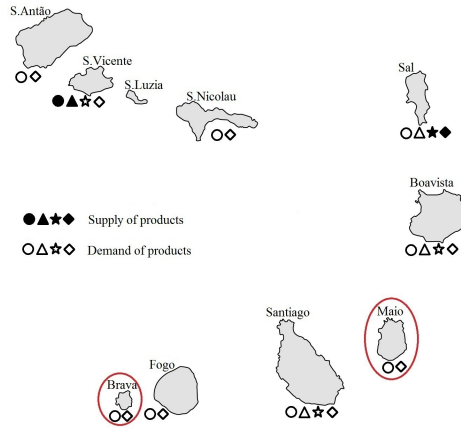 S.Antão
S.Vicente
S.Luzia
S.Nicolau
Sal
Boavista
Supply of products
Demand of products
Santiago
Maio
Fogo
Brava